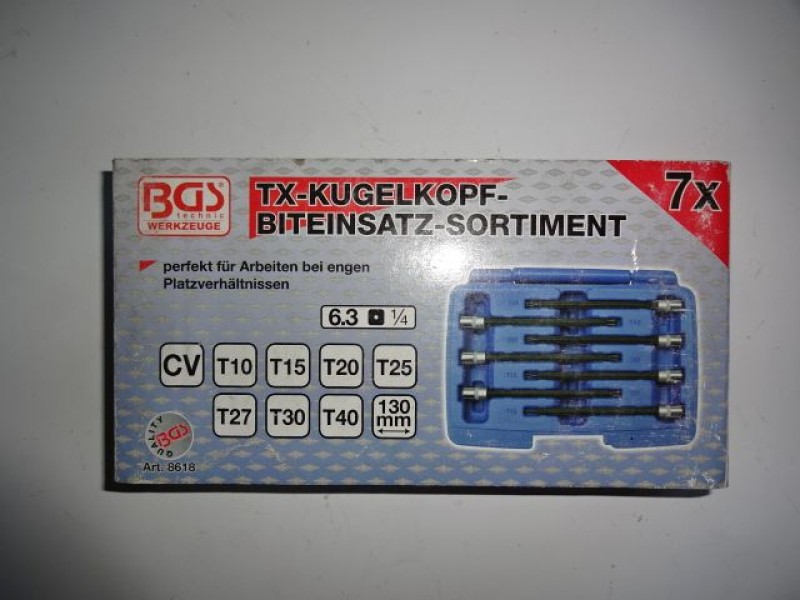 BGS®
technic
WERKZEUGE
TX-KUGELKOPF-
BITEINSATZ-SORTIMENT
7x
perfekt für Arbeiten bei engen
Platzverhältnissen
6.3 1/4
CV T10 T15 T20 T25
T27 T30 T40 130
mm
QUALITY
BGS
Art. 8618